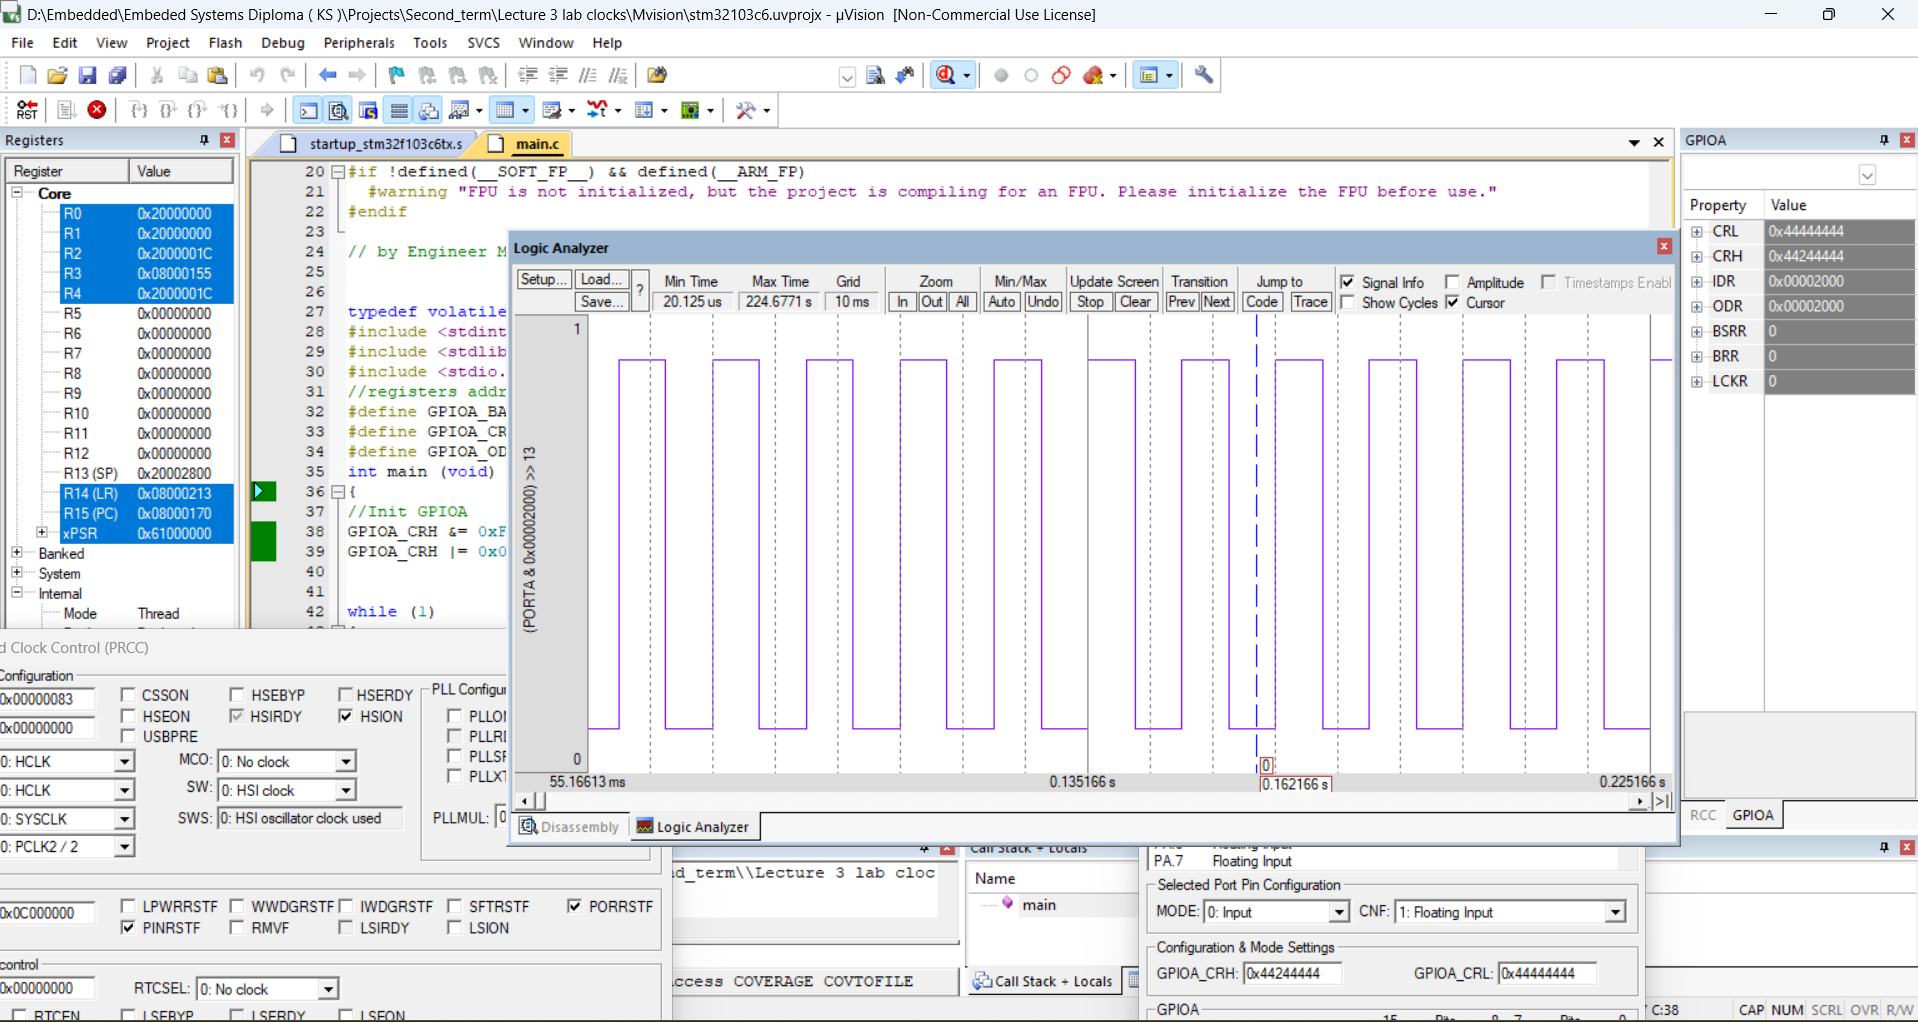 D:\Embedded\Embeded Systems Diploma ( KS )\Projects\Second_term\Lecture 3 lab clocks\Mvision\stm32103c6.uvprojx - µVision [Non-Commercial Use License]
File Edit View Project Flash Debug Peripherals Tools SVCS Window Help
RST
Registers
Register Value
Core
R0 0x20000000
R1 0x20000000
R2 0x2000001C
R3 0x08000155
R4 0x2000001C
R5 0x00000000
R6 0x00000000
R7 0x00000000
R8 0x00000000
R9 0x00000000
R10 0x00000000
R11 0x00000000
R12 0x00000000
R13 (SP) 0x20002800
R14 (LR) 0x08000213
R15 (PC) 0x08000170
xPSR 0x61000000
Banked
System
Internal
Mode Thread
startup_stm32f103c6tx.s main.c
20 #if !defined(__SOFT_FP__) && defined(__ARM_FP)
21 #warning "FPU is not initialized, but the project is compiling for an FPU. Please initialize the FPU before use."
22 #endif
23
24 // by Engineer M
25
26
27 typedef volatile
28 #include <stdint
29 #include <stdlib
30 #include <stdio.
31 //registers addr
32 #define GPIOA_BA
33 #define GPIOA_CR
34 #define GPIOA_OD
35 int main (void)
36 {
37 //Init GPIOA
38 GPIOA_CRH &= 0xF
39 GPIOA_CRH |= 0x0
40
41
42 while (1)
Logic Analyzer
Setup... Load... Save... ?
Min Time 20.125 us
Max Time 224.6771 s
Grid 10 ms
Zoom In Out All
Min/Max Auto Undo
Update Screen Stop Clear
Transition Prev Next
Jump to Code Trace
Signal Info Amplitude Timestamps Enabl
Show Cycles Cursor
1
(PORTA & 0x00002000) >> 13
0
0
55.16613 ms 0.135166 s 0.162166 s 0.225166 s
Disassembly Logic Analyzer
GPIOA
Property Value
CRL 0x44444444
CRH 0x44244444
IDR 0x00002000
ODR 0x00002000
BSRR 0
BRR 0
LCKR 0
RCC GPIOA
d Clock Control (PRCC)
Configuration
0x00000083 CSSON HSEBYP HSERDY
HSEON HSIRDY HSION
0x00000000 USBPRE
0: HCLK MCO: 0: No clock
0: HCLK SW: 0: HSI clock
0: SYSCLK SWS: 0: HSI oscillator clock used
0: PCLK2 / 2
PLL Configur
PLLO
PLLR
PLLS
PLLX
PLLMUL: 0
0x0C000000 LPWRRSTF WWDGRSTF IWDGRSTF SFTRSTF PORRSTF
PINRSTF RMVF LSIRDY LSION
control
0x00000000 RTCSEL: 0: No clock
RTCEN LSEBYP LSERDY LSEON
d_term\\Lecture 3 lab cloc
ccess COVERAGE COVTOFILE
Call Stack + Locals
Name
main
Call Stack + Locals
PA.7 Floating Input
Selected Port Pin Configuration
MODE: 0: Input CNF: 1: Floating Input
Configuration & Mode Settings
GPIOA_CRH: 0x44244444 GPIOA_CRL: 0x44444444
GPIOA
15 Bits 8 7 Bits 0
C:38 CAP NUM SCRL OVR R/W